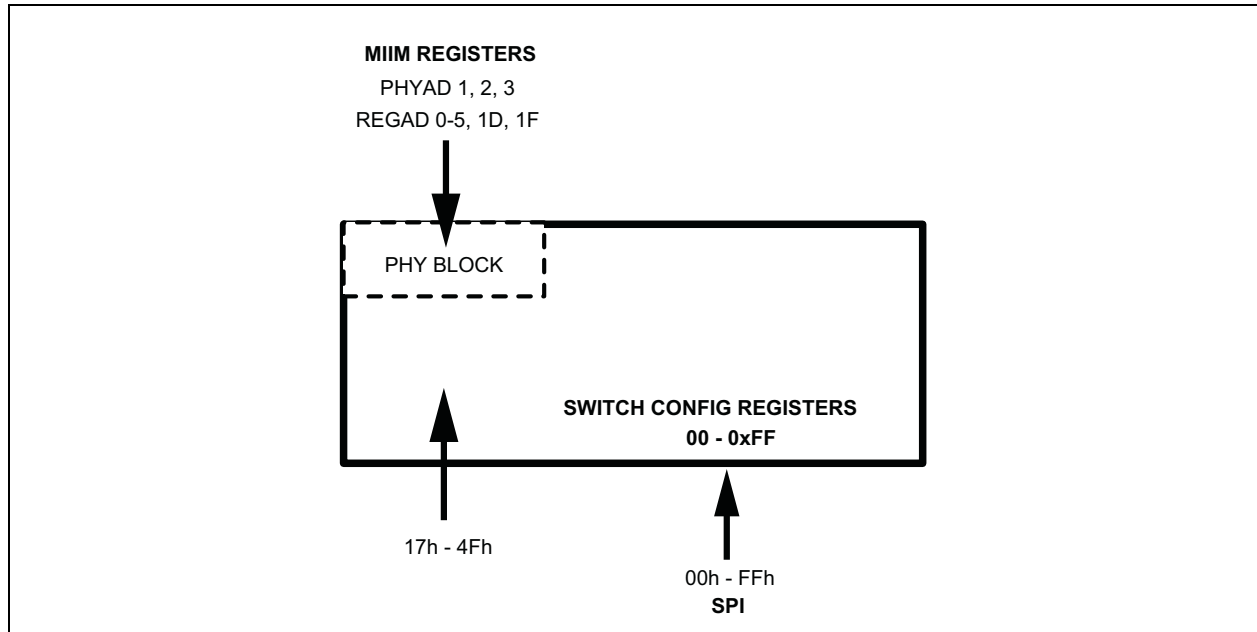 MIIM REGISTERS
PHYAD 1, 2, 3
REGAD 0-5, 1D, 1F
PHY BLOCK
SWITCH CONFIG REGISTERS
00 - 0xFF
17h - 4Fh
00h - FFh
SPI